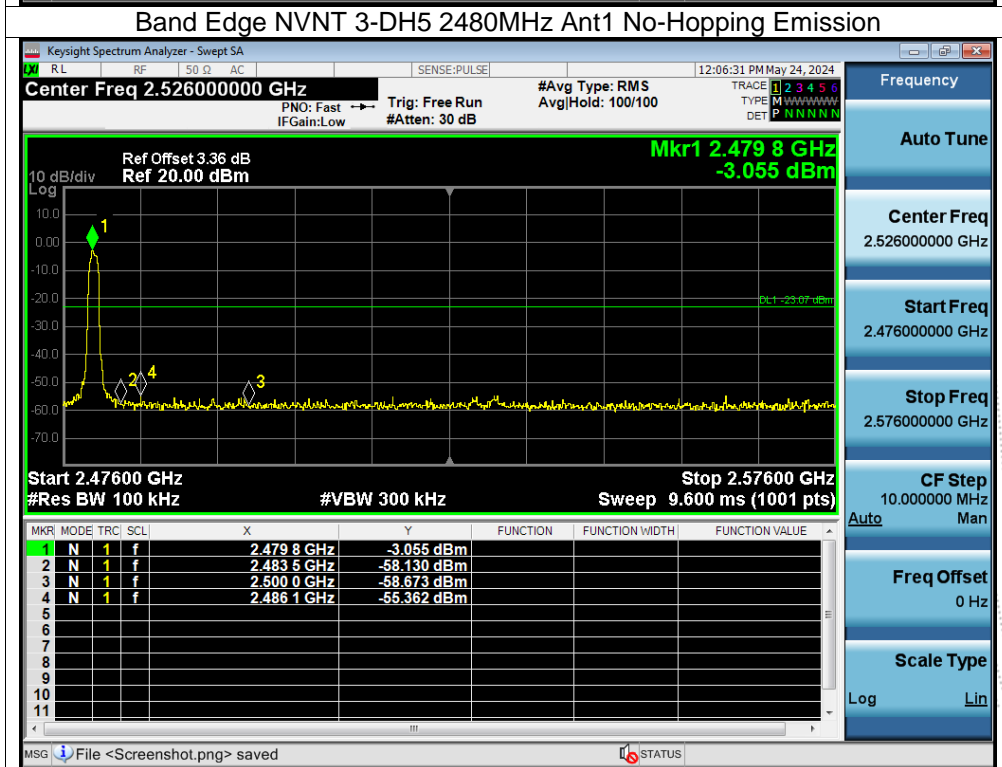 Band Edge NVNT 3-DH5 2480MHz Ant1 No-Hopping Emission
Keysight Spectrum Analyzer - Swept SA
LXI RL RF 50 Ω AC SENSE:PULSE 12:06:31 PM May 24, 2024
Center Freq 2.526000000 GHz #Avg Type: RMS TRACE 1 2 3 4 5 6
PNO: Fast Trig: Free Run Avg|Hold: 100/100 TYPE M WWWWW
IFGain:Low #Atten: 30 dB DET P N N N N N
Frequency
Auto Tune
Center Freq
2.526000000 GHz
Start Freq
2.476000000 GHz
Stop Freq
2.576000000 GHz
CF Step
10.000000 MHz
Auto Man
Freq Offset
0 Hz
Scale Type
Log Lin
Ref Offset 3.36 dB Mkr1 2.479 8 GHz
10 dB/div Ref 20.00 dBm -3.055 dBm
Log
10.0
0.00
-10.0
-20.0
-30.0
-40.0
-50.0
-60.0
-70.0
1
2
4
3
DL1 -23.07 dBm
Start 2.47600 GHz Stop 2.57600 GHz
#Res BW 100 kHz #VBW 300 kHz Sweep 9.600 ms (1001 pts)
MKR MODE TRC SCL X Y FUNCTION FUNCTION WIDTH FUNCTION VALUE
1 N 1 f 2.479 8 GHz -3.055 dBm
2 N 1 f 2.483 5 GHz -58.130 dBm
3 N 1 f 2.500 0 GHz -58.673 dBm
4 N 1 f 2.486 1 GHz -55.362 dBm
5
6
7
8
9
10
11
MSG File <Screenshot.png> saved STATUS